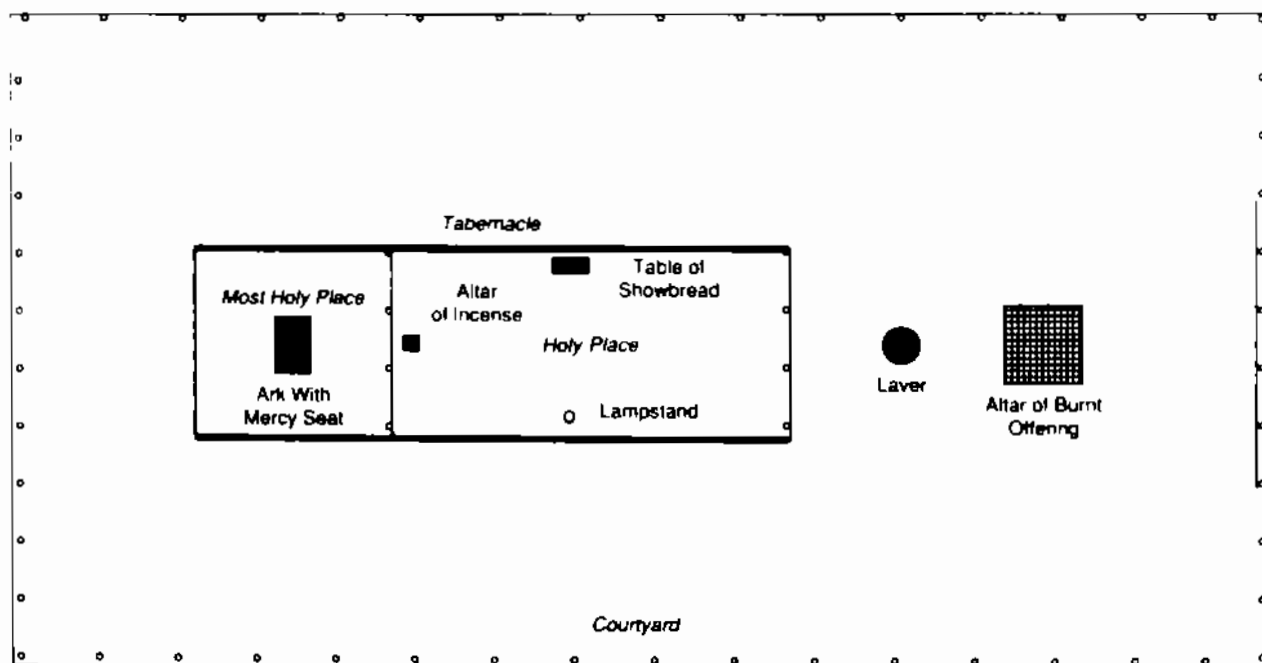 Tabernacle
Most Holy Place
Ark With
Mercy Seat
Altar
of Incense
Table of
Showbread
Holy Place
Lampstand
Laver
Altar of Burnt
Offering
Courtyard